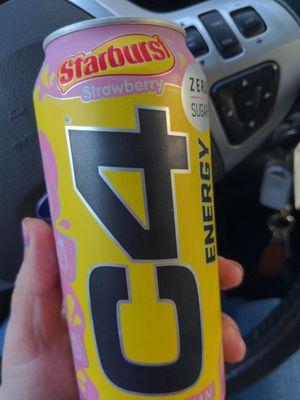 Starburst
Strawberry
ZERO
SUGAR
C4
ENERGY